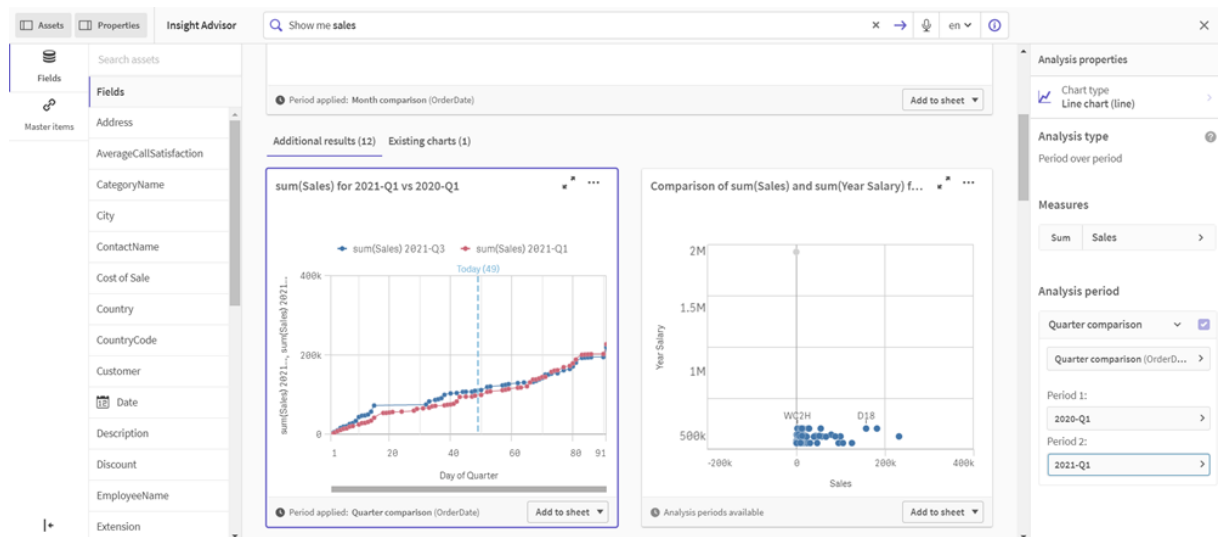 Assets
Properties
Insight Advisor
Show me sales
en
Fields
Master items
Search assets
Fields
Address
AverageCallSatisfaction
CategoryName
City
ContactName
Cost of Sale
Country
CountryCode
Customer
Date
Description
Discount
EmployeeName
Extension
Period applied: Month comparison (OrderDate)
Add to sheet
Additional results (12)
Existing charts (1)
sum(Sales) for 2021-Q1 vs 2020-Q1
sum(Sales) 2021-Q3
sum(Sales) 2021-Q1
Today (49)
sum(Sales) 2021..., sum(Sales) 2021...
400k
200k
0
1 20 40 60 80 91
Day of Quarter
Period applied: Quarter comparison (OrderDate)
Add to sheet
Comparison of sum(Sales) and sum(Year Salary) f...
Year Salary
2M
1.5M
1M
500k
WC2H
D18
-200k 0 200k 400k
Sales
Analysis periods available
Add to sheet
Analysis properties
Chart type
Line chart (line)
Analysis type
Period over period
Measures
Sum Sales
Analysis period
Quarter comparison
Quarter comparison (OrderD...
Period 1:
2020-Q1
Period 2:
2021-Q1